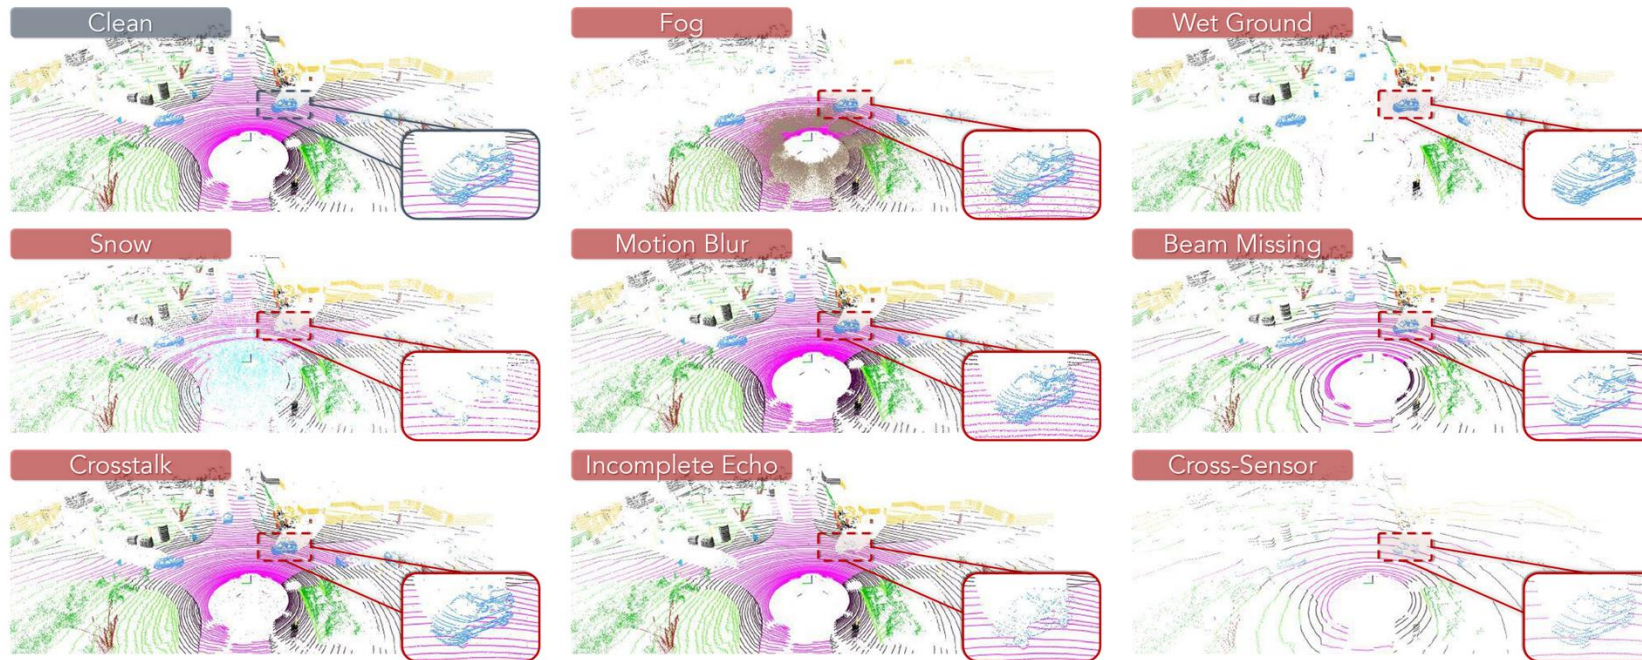 Clean
Fog
Wet Ground
Snow
Motion Blur
Beam Missing
Crosstalk
Incomplete Echo
Cross-Sensor